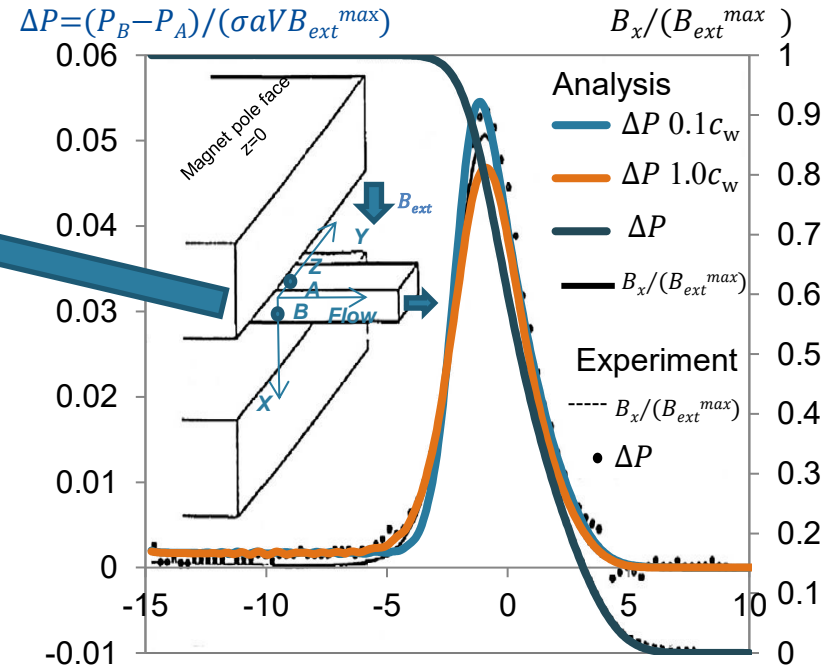 ΔP=(P_B−P_A)/(σaVB_ext^max)
B_x/(B_ext^max )
0.06
0.05
0.04
0.03
0.02
0.01
0
-0.01
Magnet pole face
z=0
B_ext
Y
Z
A
B
Flow
X
Analysis
ΔP 0.1c_w
ΔP 1.0c_w
ΔP
B_x/(B_ext^max)
Experiment
B_x/(B_ext^max)
ΔP
1
0.9
0.8
0.7
0.6
0.5
0.4
0.3
0.2
0.1
0
-15
-10
-5
0
5
10